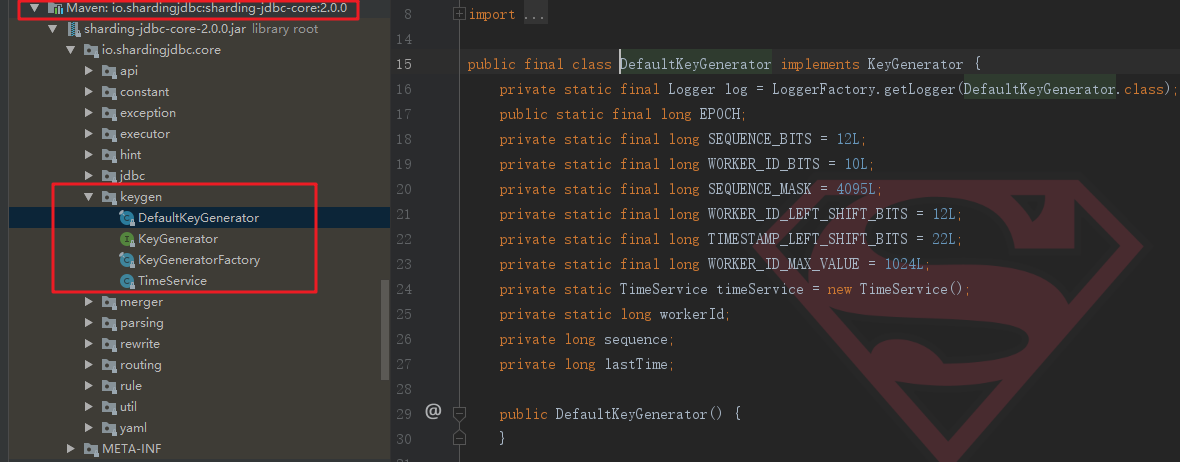 Maven: io.shardingjdbc:sharding-jdbc-core:2.0.0
sharding-jdbc-core-2.0.0.jar library root
io.shardingjdbc.core
api
constant
exception
executor
hint
jdbc
keygen
DefaultKeyGenerator
KeyGenerator
KeyGeneratorFactory
TimeService
merger
parsing
rewrite
routing
rule
util
yaml
META-INF
8 import ...
14
15 public final class DefaultKeyGenerator implements KeyGenerator {
16 private static final Logger log = LoggerFactory.getLogger(DefaultKeyGenerator.class);
17 public static final long EPOCH;
18 private static final long SEQUENCE_BITS = 12L;
19 private static final long WORKER_ID_BITS = 10L;
20 private static final long SEQUENCE_MASK = 4095L;
21 private static final long WORKER_ID_LEFT_SHIFT_BITS = 12L;
22 private static final long TIMESTAMP_LEFT_SHIFT_BITS = 22L;
23 private static final long WORKER_ID_MAX_VALUE = 1024L;
24 private static TimeService timeService = new TimeService();
25 private static long workerId;
26 private long sequence;
27 private long lastTime;
28
29 @ public DefaultKeyGenerator() {
30 }